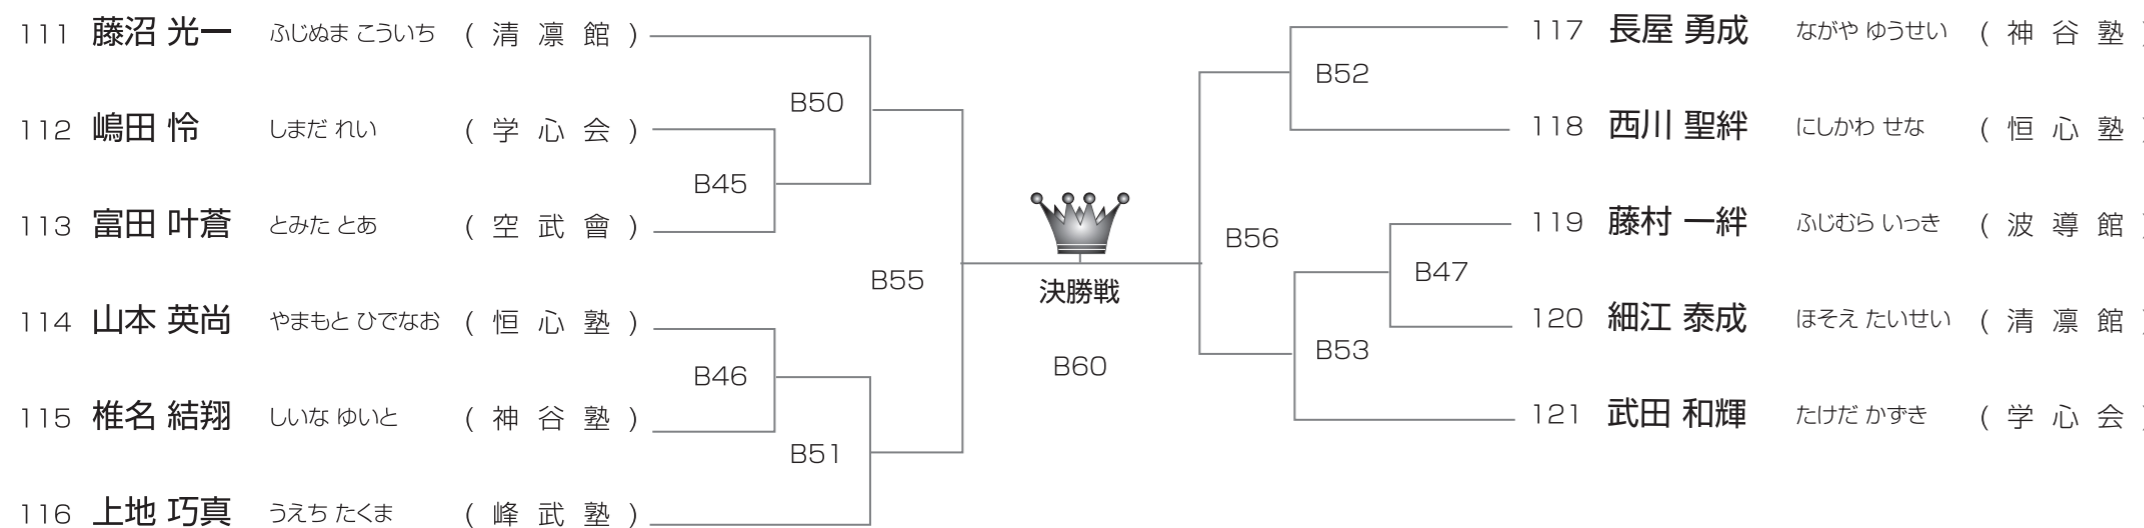 111 藤沼 光一 ふじぬま こういち ( 清 凛 館 )
112 嶋田 怜 しまだ れい ( 学 心 会 )
113 富田 叶蒼 とみた とあ ( 空 武 會 )
114 山本 英尚 やまもと ひでなお ( 恒 心 塾 )
115 椎名 結翔 しいな ゆいと ( 神 谷 塾 )
116 上地 巧真 うえち たくま ( 峰 武 塾 )
B50
B45
B55
B46
B51
決勝戦
B60
B52
B56
B47
B53
117 長屋 勇成 ながや ゆうせい ( 神 谷 塾 )
118 西川 聖絆 にしかわ せな ( 恒 心 塾 )
119 藤村 一絆 ふじむら いっき ( 波 導 館 )
120 細江 泰成 ほそえ たいせい ( 清 凛 館 )
121 武田 和輝 たけだ かずき ( 学 心 会 )